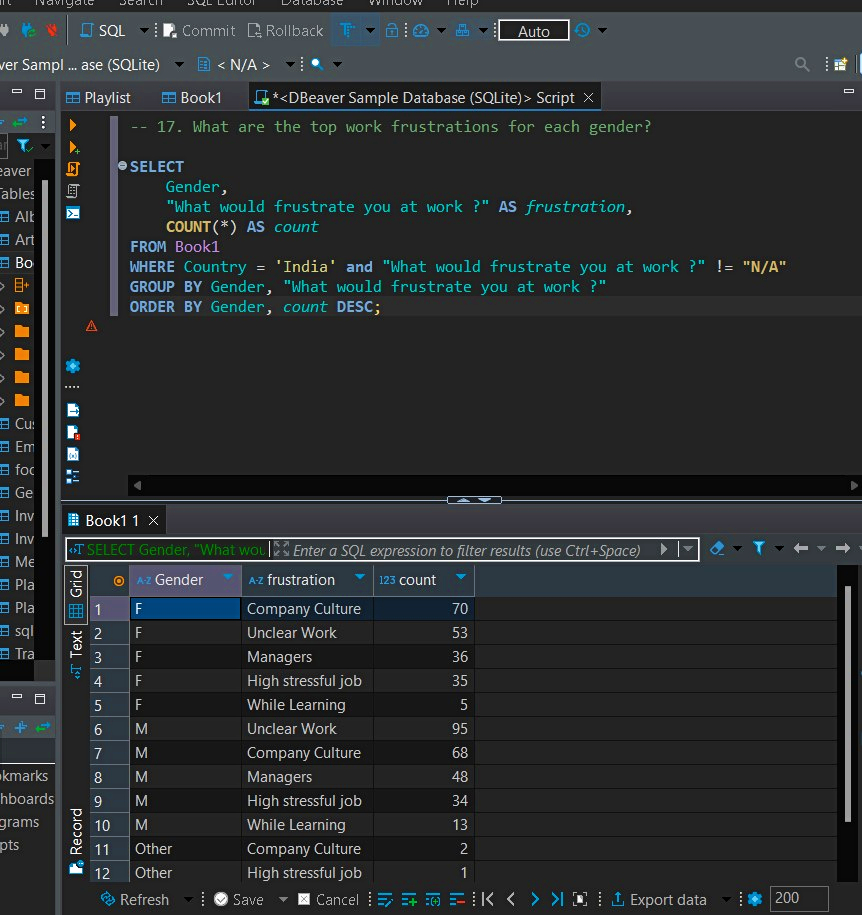 Navigate Search SQL Editor Database Window Help
SQL Commit Rollback Auto
ver Sampl ... ase (SQLite) < N/A >
Playlist Book1 *<DBeaver Sample Database (SQLite)> Script
-- 17. What are the top work frustrations for each gender?
SELECT
Gender,
"What would frustrate you at work ?" AS frustration,
COUNT(*) AS count
FROM Book1
WHERE Country = 'India' and "What would frustrate you at work ?" != "N/A"
GROUP BY Gender, "What would frustrate you at work ?"
ORDER BY Gender, count DESC;
eaver
ables
Alb
Art
Bo
Cus
Em
foo
Ge
Inv
Inv
Me
Pla
Pla
sql
Tra
kmarks
hboards
grams
pts
Book1 1
SELECT Gender, "What wou Enter a SQL expression to filter results (use Ctrl+Space)
Grid
Text
Record
A-Z Gender A-Z frustration 123 count
1 F Company Culture 70
2 F Unclear Work 53
3 F Managers 36
4 F High stressful job 35
5 F While Learning 5
6 M Unclear Work 95
7 M Company Culture 68
8 M Managers 48
9 M High stressful job 34
10 M While Learning 13
11 Other Company Culture 2
12 Other High stressful job 1
Refresh Save Cancel Export data 200